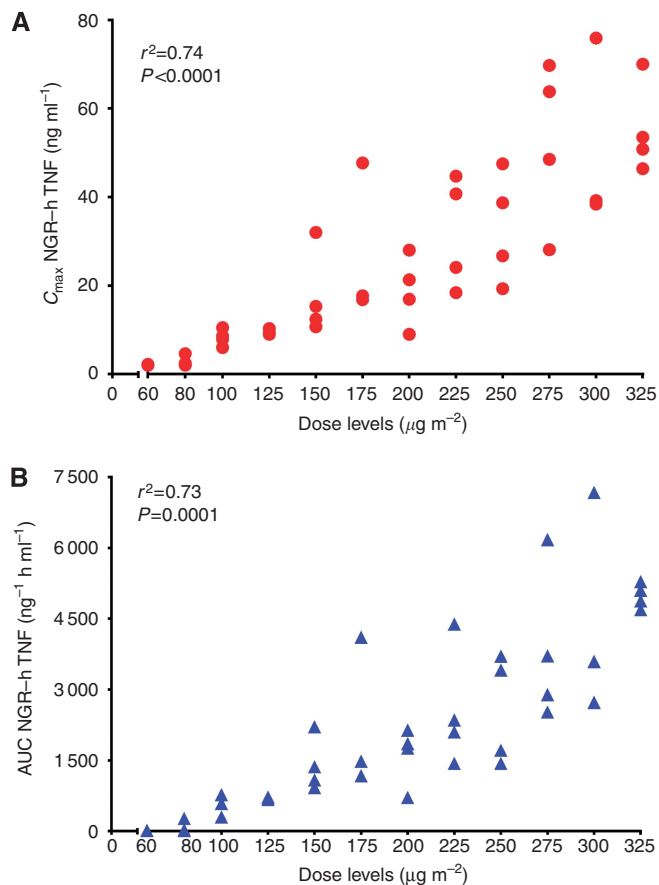 A
r²=0.74
P<0.0001
80
60
40
20
0
C_max NGR–h TNF (ng ml⁻¹)
0 60 80 100 125 150 175 200 225 250 275 300 325
Dose levels (μg m⁻²)
B
r²=0.73
P=0.0001
7 500
6 000
4 500
3 000
1 500
0
AUC NGR–h TNF (ng⁻¹ h ml⁻¹)
0 60 80 100 125 150 175 200 225 250 275 300 325
Dose levels (μg m⁻²)